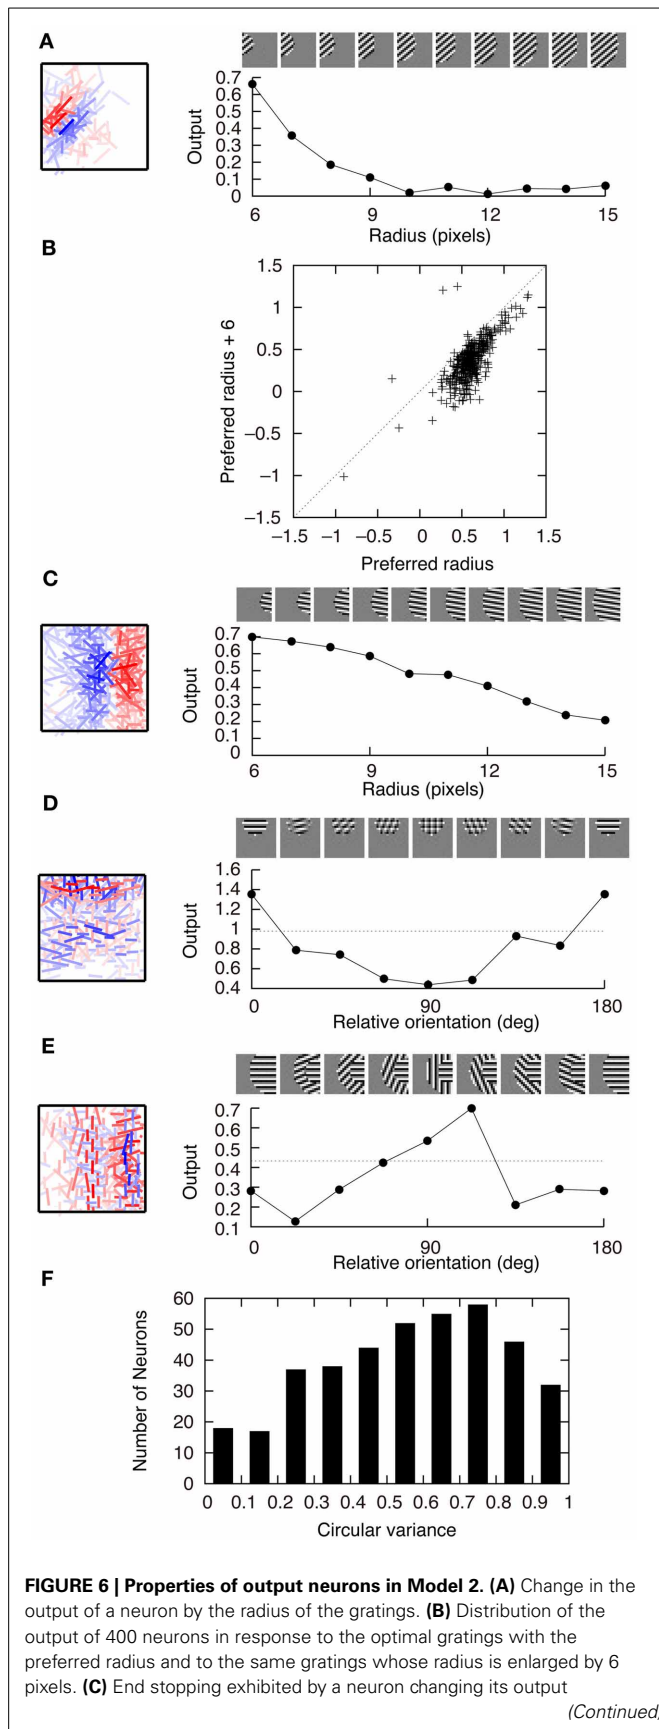 A
0.7
0.6
0.5
0.4
0.3
0.2
0.1
0
Output
6 9 12 15
Radius (pixels)
B
1.5
1
0.5
0
−0.5
−1
−1.5
Preferred radius + 6
−1.5 −1 −0.5 0 0.5 1 1.5
Preferred radius
C
0.7
0.6
0.5
0.4
0.3
0.2
0.1
0
Output
6 9 12 15
Radius (pixels)
D
1.6
1.4
1.2
1
0.8
0.6
0.4
Output
0 90 180
Relative orientation (deg)
E
0.7
0.6
0.5
0.4
0.3
0.2
0.1
Output
0 90 180
Relative orientation (deg)
F
60
50
40
30
20
10
0
Number of Neurons
0 0.1 0.2 0.3 0.4 0.5 0.6 0.7 0.8 0.9 1
Circular variance
FIGURE 6 | Properties of output neurons in Model 2. (A) Change in the
output of a neuron by the radius of the gratings. (B) Distribution of the
output of 400 neurons in response to the optimal gratings with the
preferred radius and to the same gratings whose radius is enlarged by 6
pixels. (C) End stopping exhibited by a neuron changing its output
(Continued)